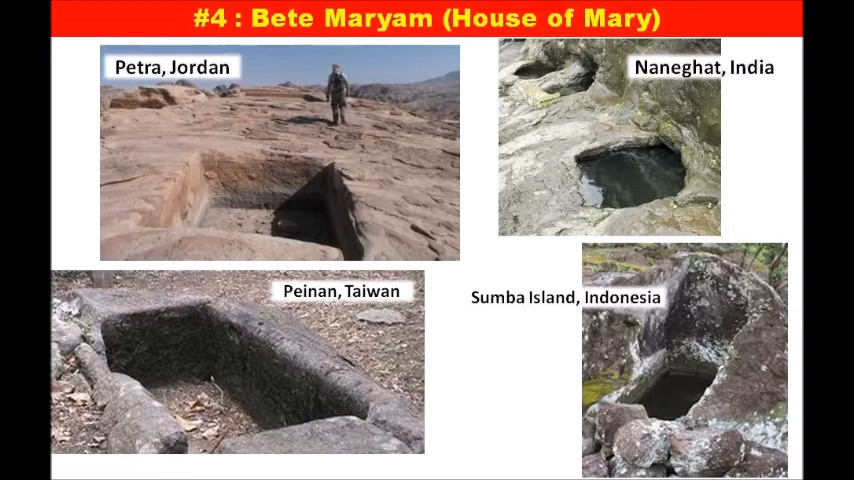 #4 : Bete Maryam (House of Mary)
Petra, Jordan
Naneghat, India
Peinan, Taiwan
Sumba Island, Indonesia